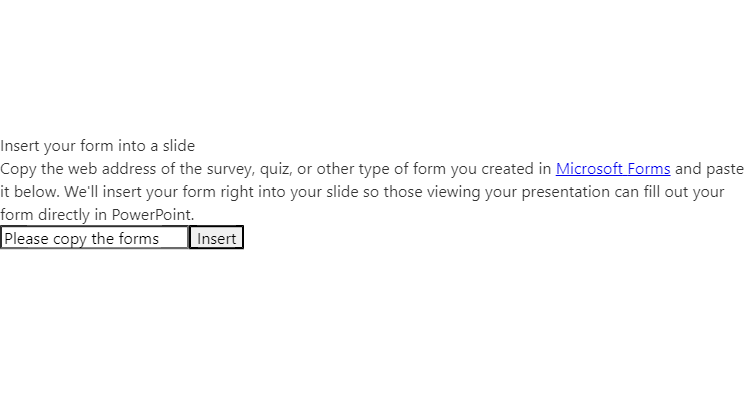 Insert your form into a slide
Copy the web address of the survey, quiz, or other type of form you created in Microsoft Forms and paste
it below. We'll insert your form right into your slide so those viewing your presentation can fill out your
form directly in PowerPoint.
Please copy the forms Insert